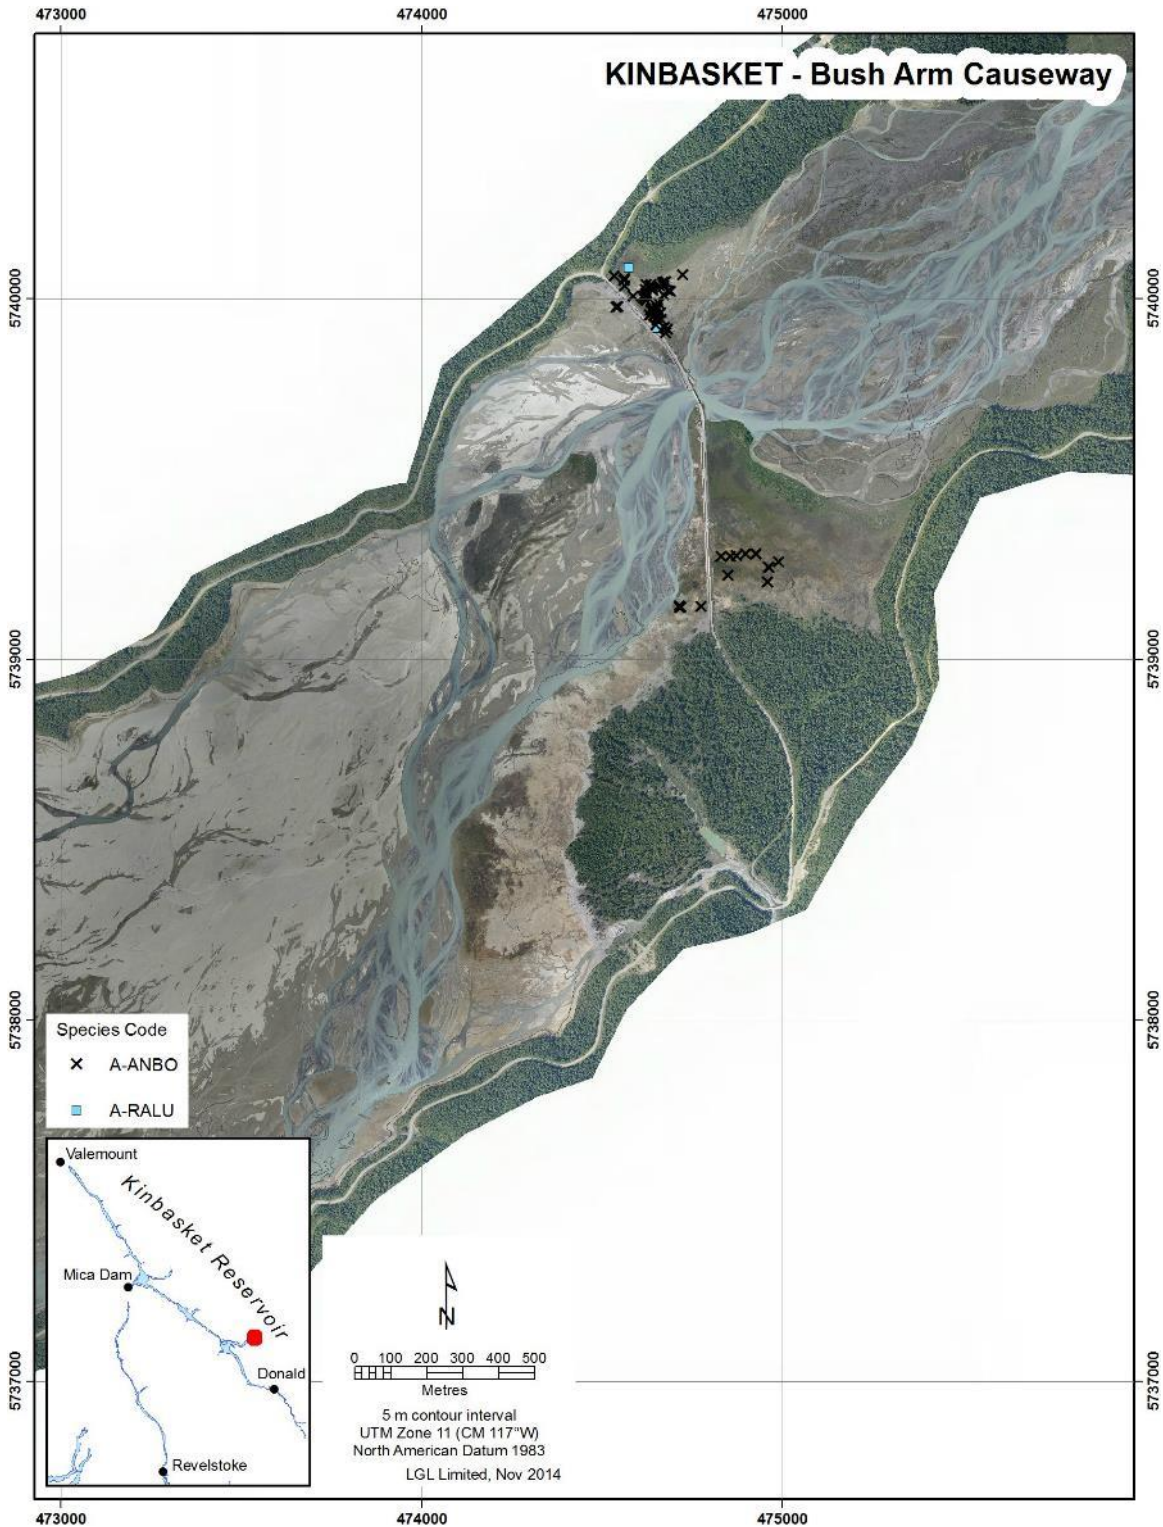 473000
474000
475000
KINBASKET - Bush Arm Causeway
5740000
5740000
5739000
5739000
5738000
5738000
5737000
5737000
Species Code
A-ANBO
A-RALU
Valemount
Kinbasket Reservoir
Mica Dam
Donald
Revelstoke
N
0 100 200 300 400 500
Metres
5 m contour interval
UTM Zone 11 (CM 117°W)
North American Datum 1983
LGL Limited, Nov 2014
473000
474000
475000